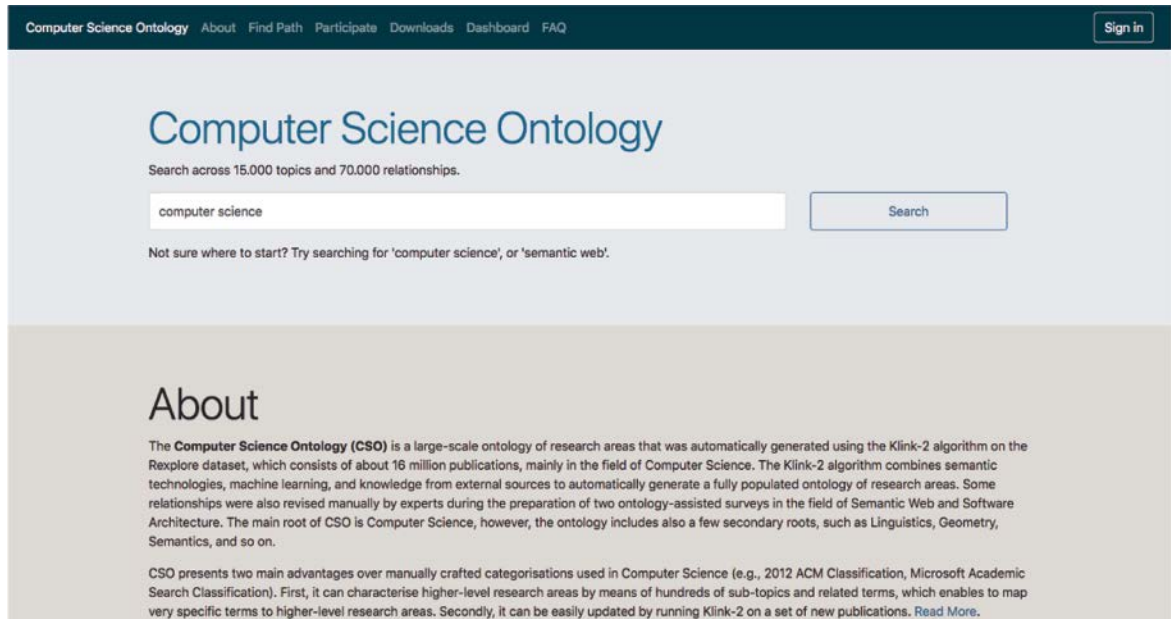 Computer Science Ontology About Find Path Participate Downloads Dashboard FAQ Sign in
Computer Science Ontology
Search across 15.000 topics and 70.000 relationships.
computer science Search
Not sure where to start? Try searching for 'computer science', or 'semantic web'.
About
The Computer Science Ontology (CSO) is a large-scale ontology of research areas that was automatically generated using the Klink-2 algorithm on the
Rexplore dataset, which consists of about 16 million publications, mainly in the field of Computer Science. The Klink-2 algorithm combines semantic
technologies, machine learning, and knowledge from external sources to automatically generate a fully populated ontology of research areas. Some
relationships were also revised manually by experts during the preparation of two ontology-assisted surveys in the field of Semantic Web and Software
Architecture. The main root of CSO is Computer Science, however, the ontology includes also a few secondary roots, such as Linguistics, Geometry,
Semantics, and so on.
CSO presents two main advantages over manually crafted categorisations used in Computer Science (e.g., 2012 ACM Classification, Microsoft Academic
Search Classification). First, it can characterise higher-level research areas by means of hundreds of sub-topics and related terms, which enables to map
very specific terms to higher-level research areas. Secondly, it can be easily updated by running Klink-2 on a set of new publications. Read More.